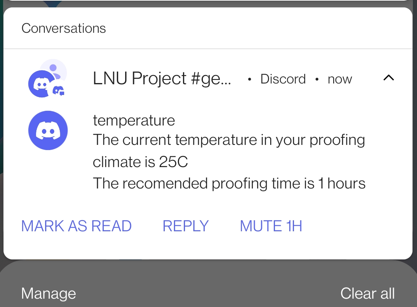 Conversations
LNU Project #ge... • Discord • now
temperature
The current temperature in your proofing
climate is 25C
The recomended proofing time is 1 hours
MARK AS READ REPLY MUTE 1H
Manage Clear all